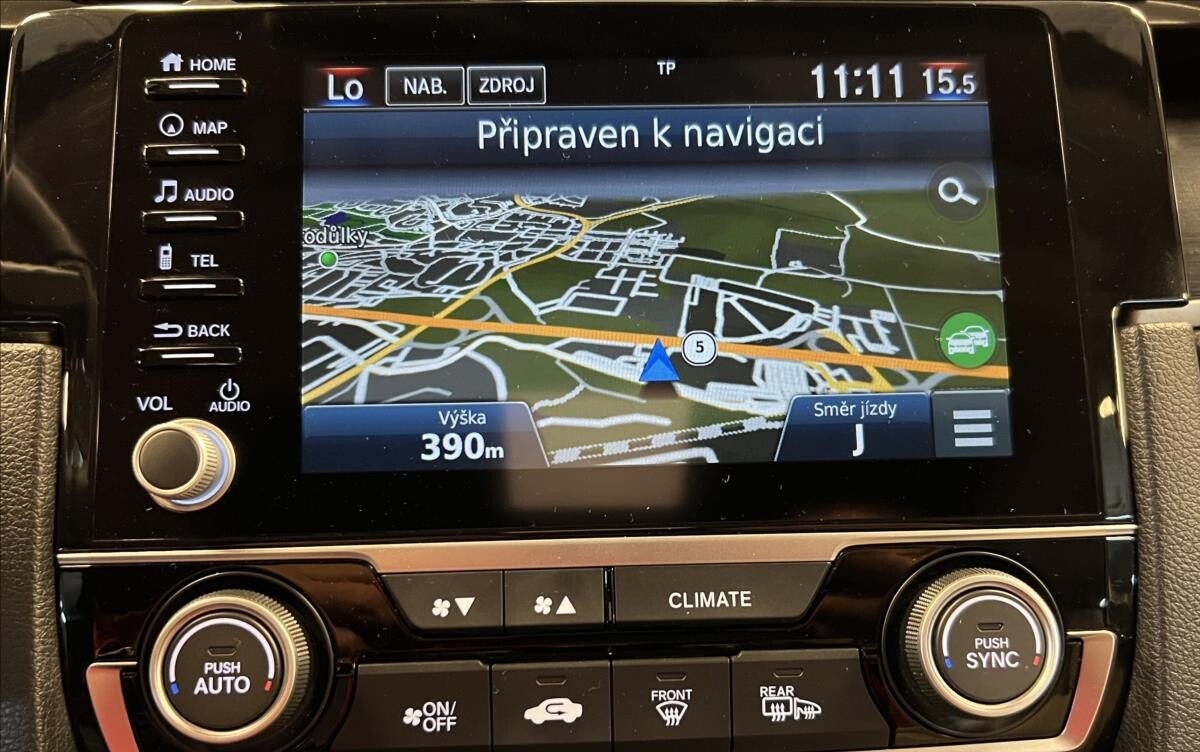 HOME
MAP
AUDIO
TEL
BACK
VOL
AUDIO
Lo
NAB.
ZDROJ
TP
11:11
15.5
Připraven k navigaci
odůlky
5
Výška
390m
Směr jízdy
J
CLIMATE
PUSH
AUTO
PUSH
SYNC
ON/
OFF
FRONT
REAR